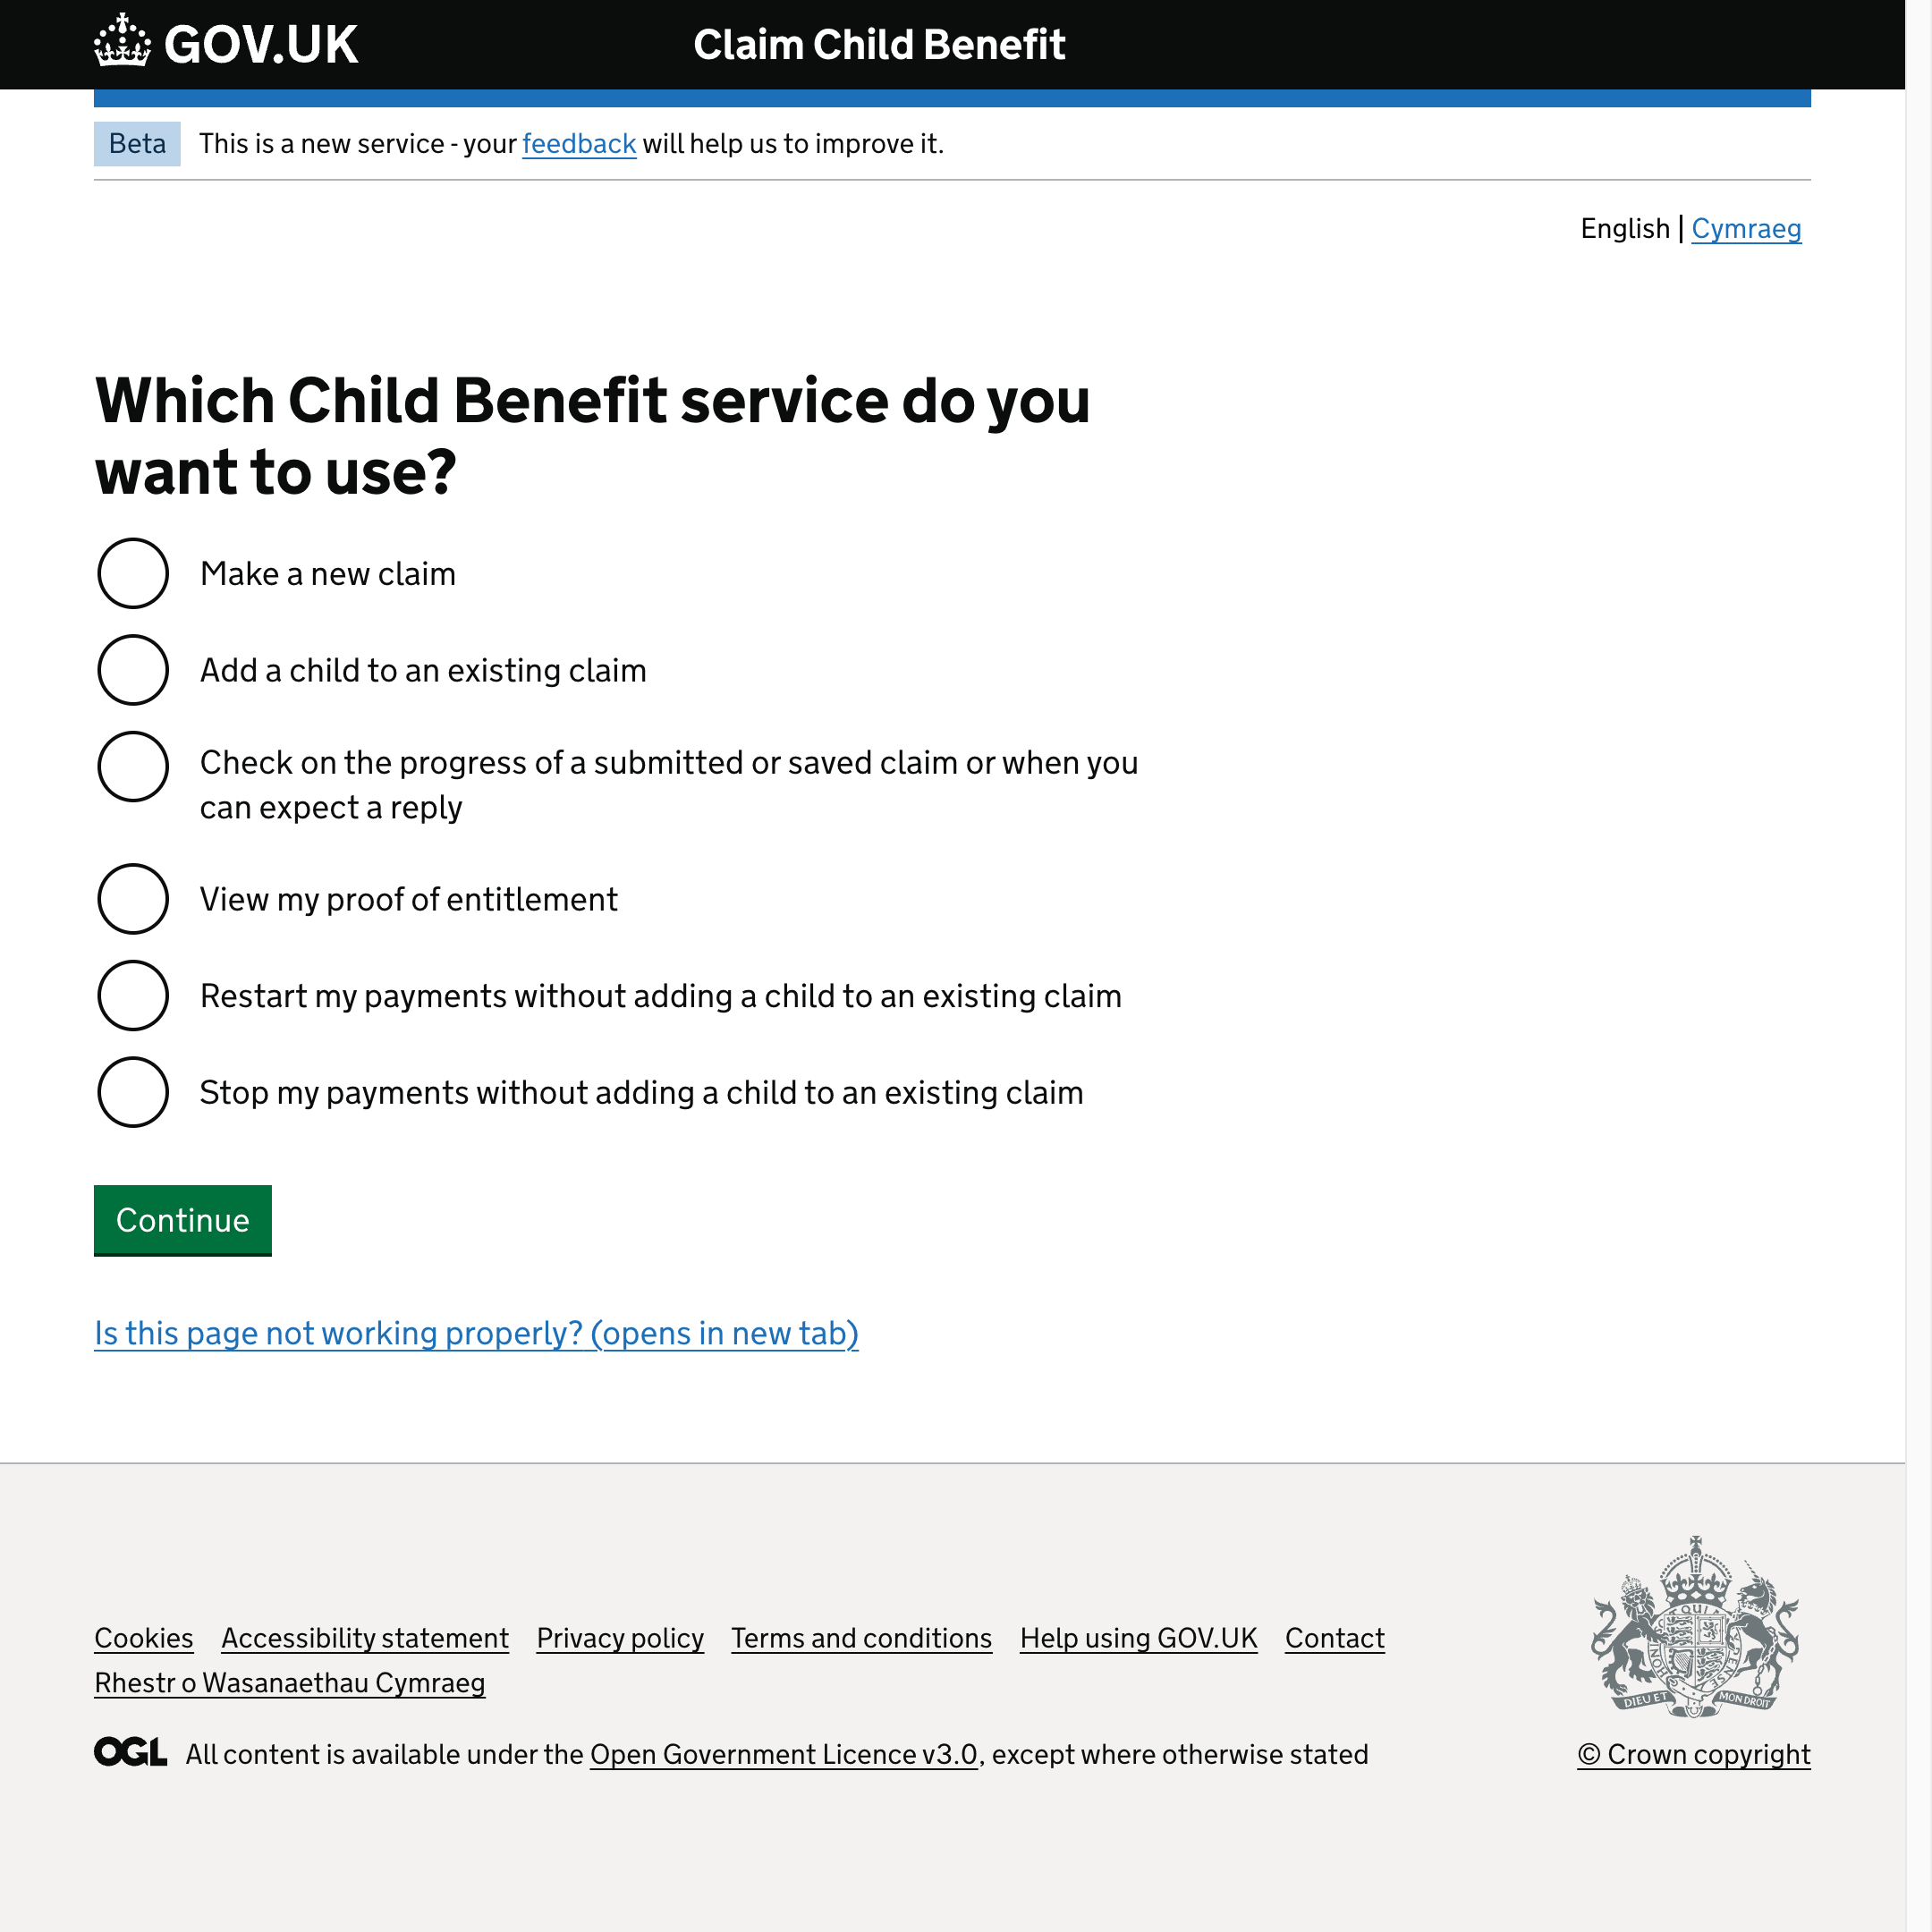 GOV.UK
Claim Child Benefit
Beta
This is a new service - your feedback will help us to improve it.
English | Cymraeg
Which Child Benefit service do you
want to use?
Make a new claim
Add a child to an existing claim
Check on the progress of a submitted or saved claim or when you
can expect a reply
View my proof of entitlement
Restart my payments without adding a child to an existing claim
Stop my payments without adding a child to an existing claim
Continue
Is this page not working properly? (opens in new tab)
Cookies Accessibility statement Privacy policy Terms and conditions Help using GOV.UK Contact
Rhestr o Wasanaethau Cymraeg
OGL All content is available under the Open Government Licence v3.0, except where otherwise stated
DIEU ET MON DROIT
© Crown copyright